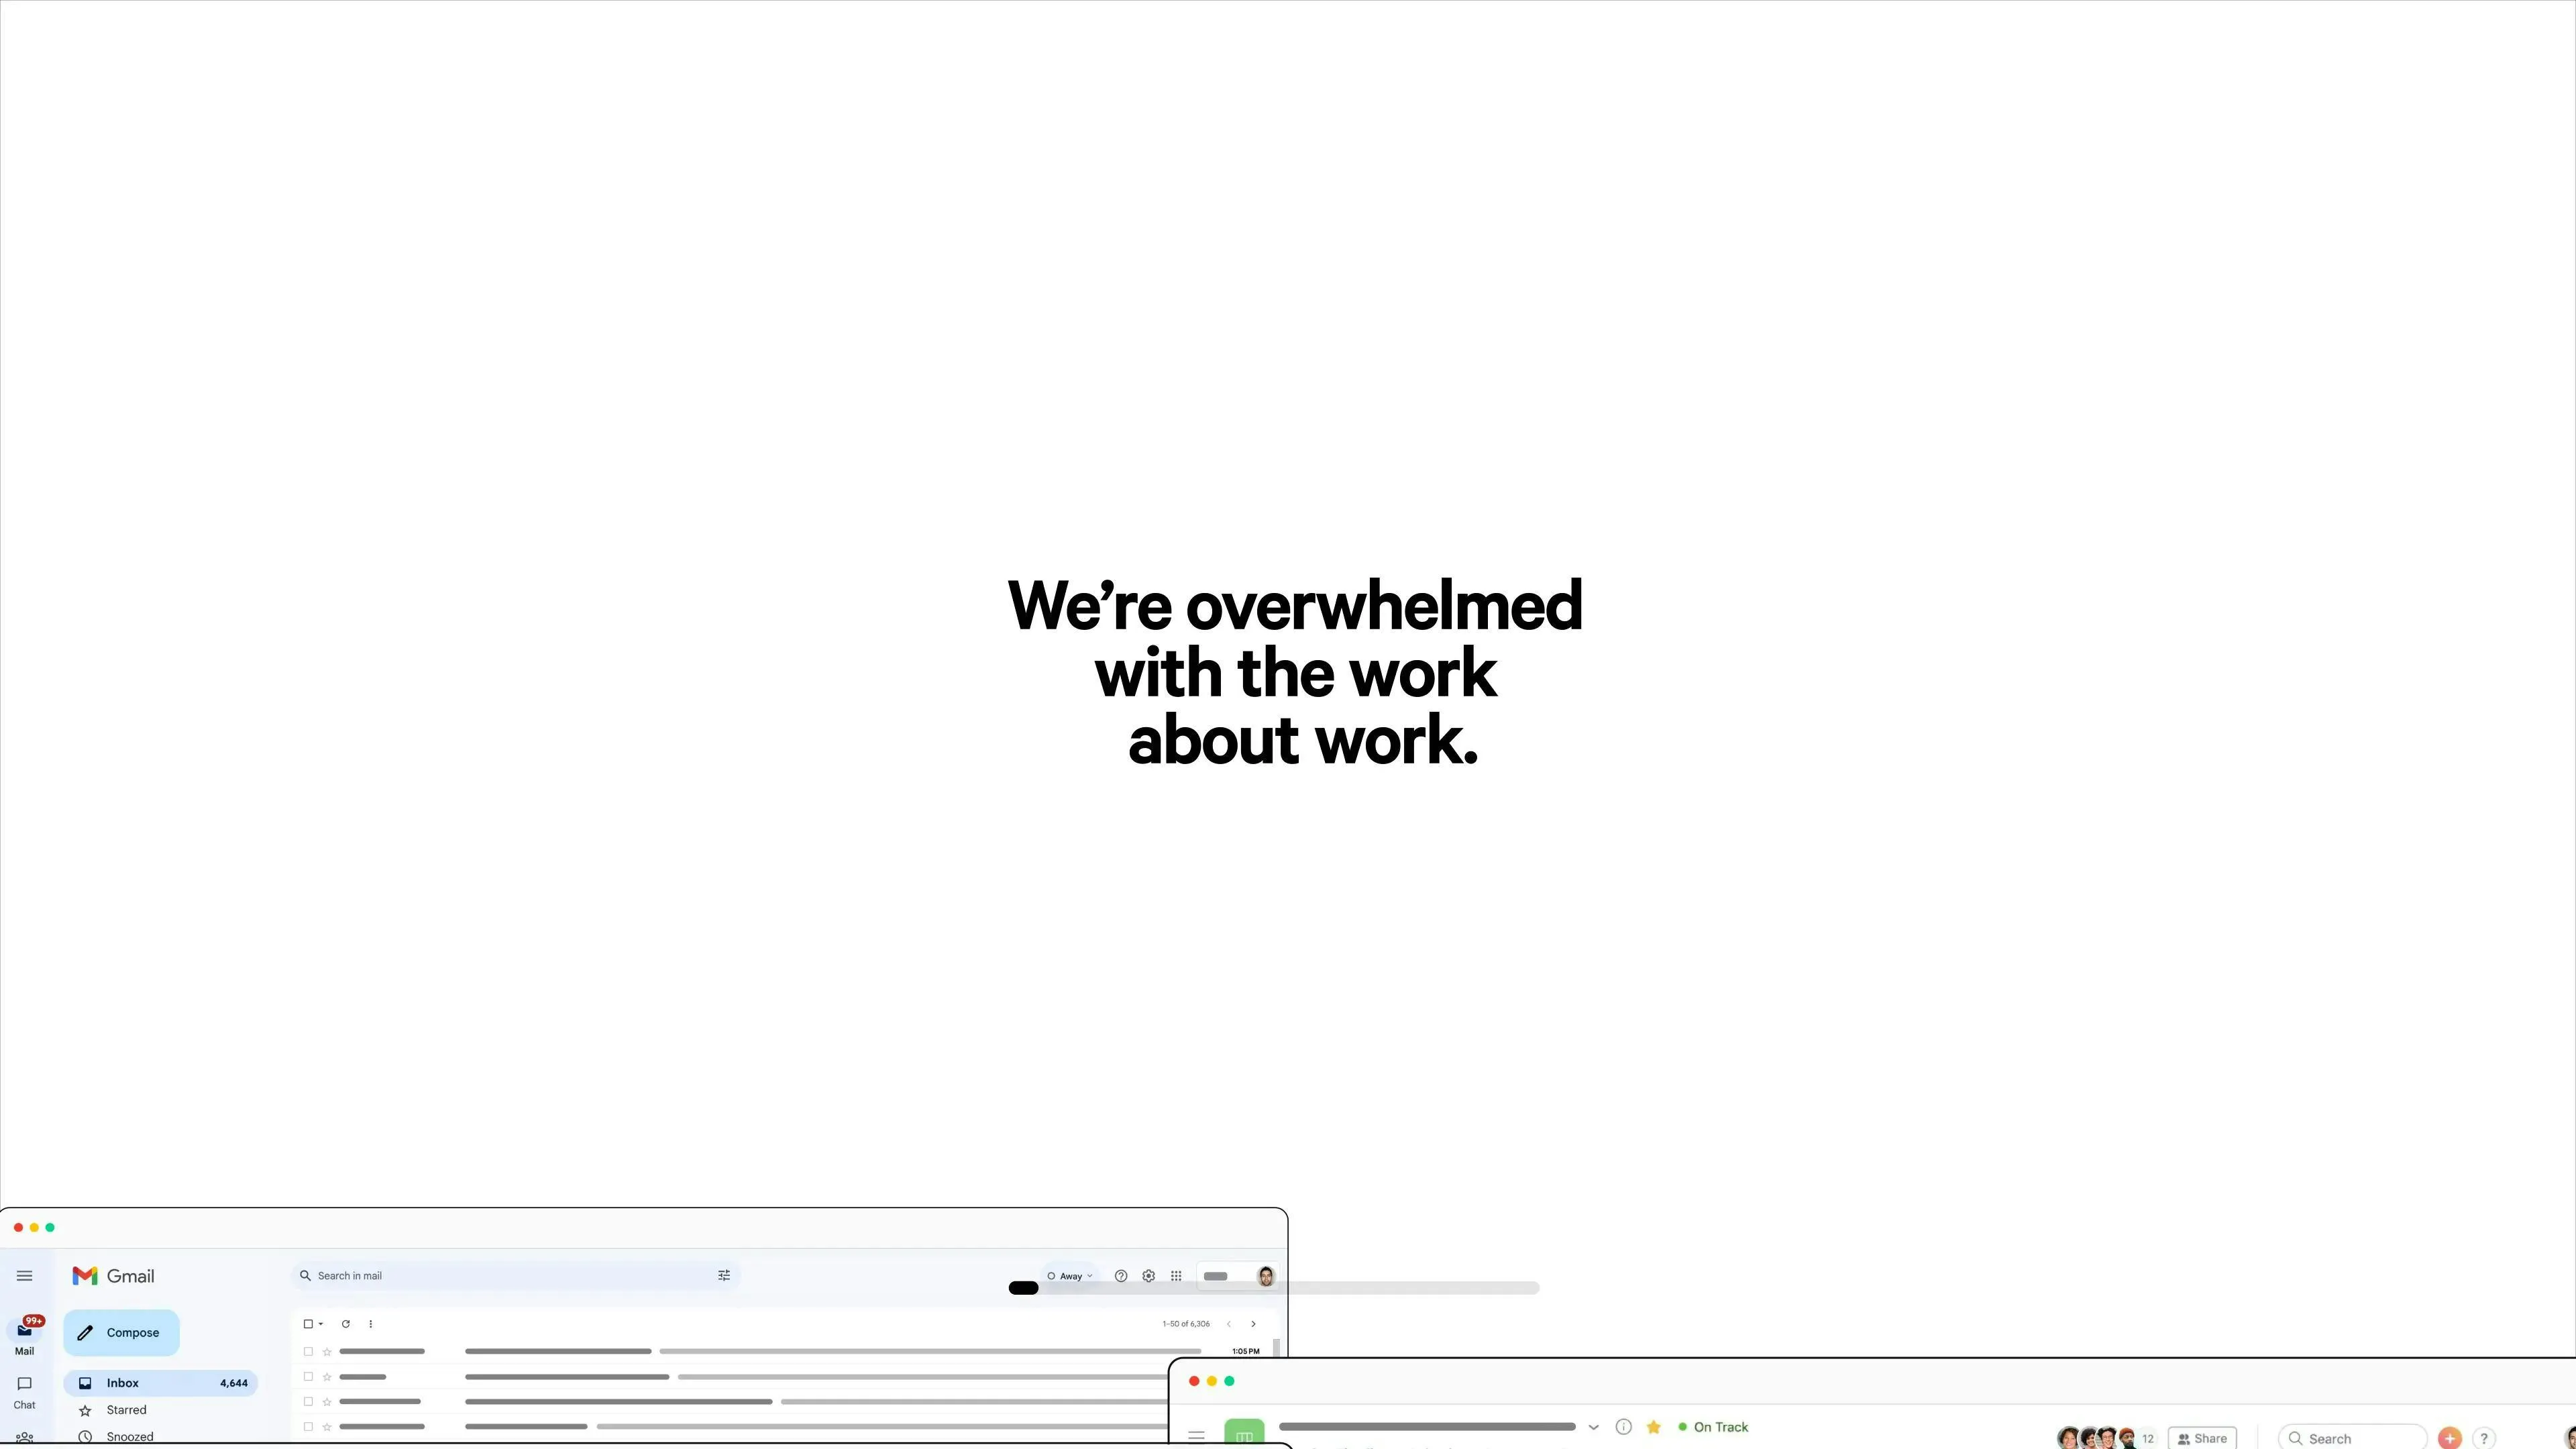 We’re overwhelmed
with the work
about work.
Gmail
Search in mail
Away
99+
Mail
Compose
1–50 of 6,306
1:05 PM
Inbox 4,644
Chat
Starred
Snoozed
On Track
12
Share
Search